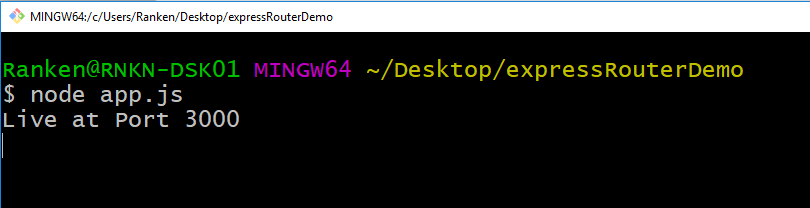 MINGW64:/c/Users/Ranken/Desktop/expressRouterDemo
Ranken@RNKN-DSK01 MINGW64 ~/Desktop/expressRouterDemo
$ node app.js
Live at Port 3000